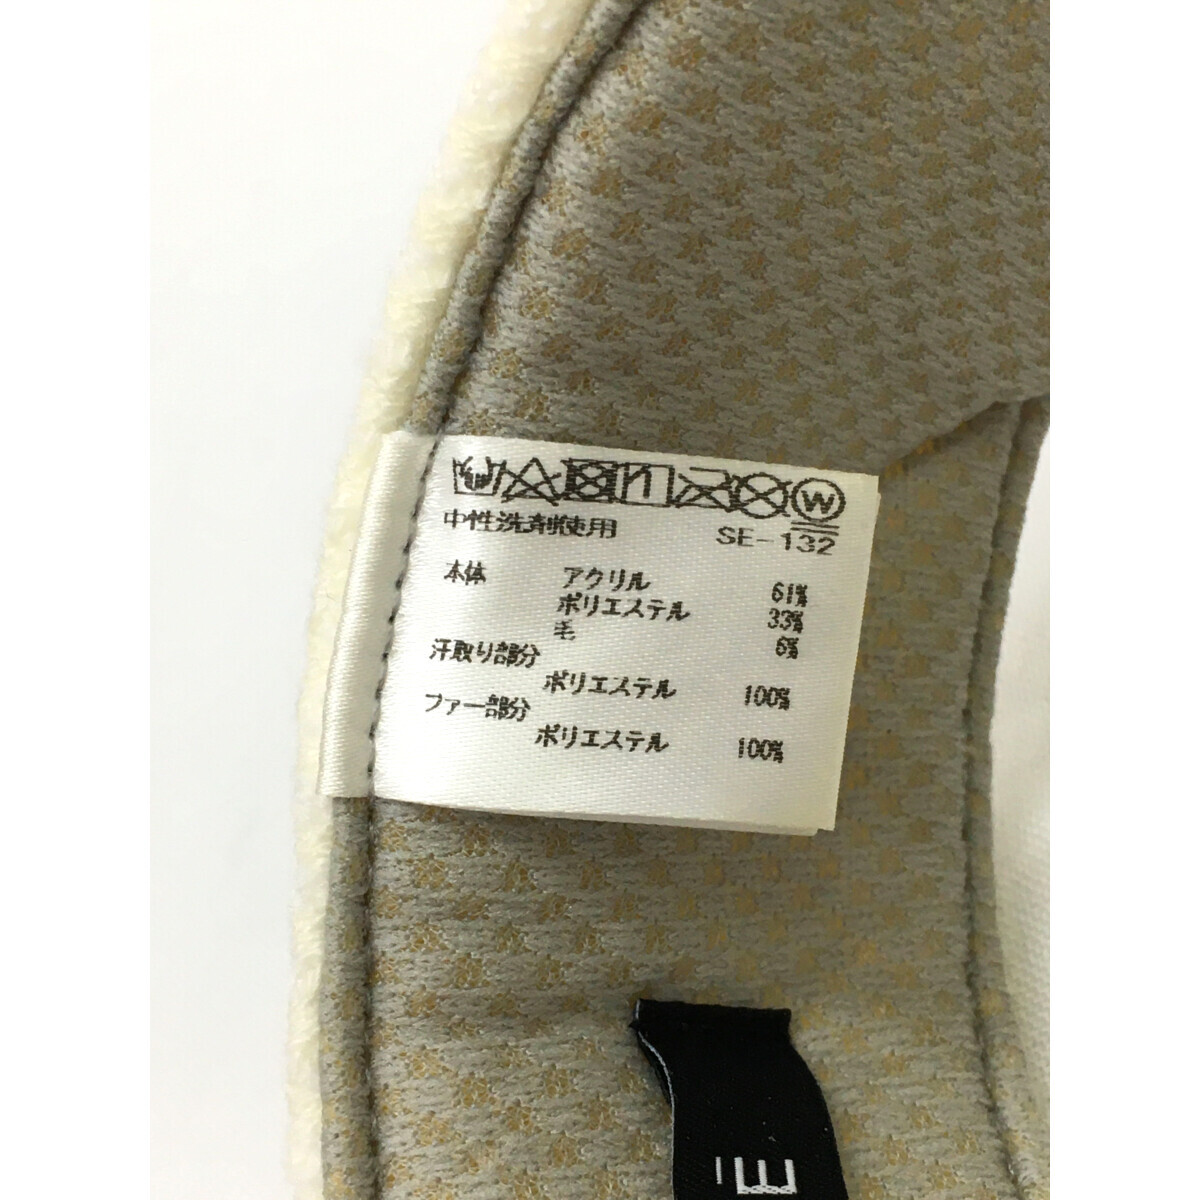 W
中性洗剤使用 SE-132
本体 アクリル 61%
ポリエステル 33%
毛 6%
汗取り部分
ポリエステル 100%
ファー部分
ポリエステル 100%